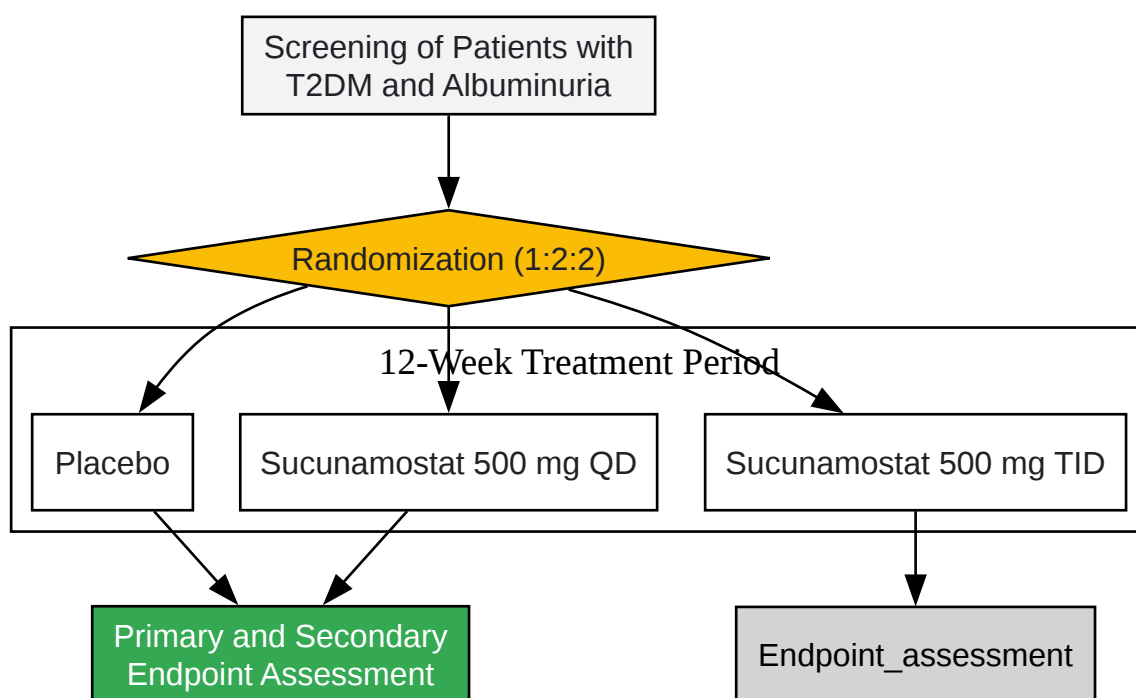 Screening of Patients with
T2DM and Albuminuria
Randomization (1:2:2)
12-Week Treatment Period
Placebo
Sucunamostat 500 mg QD
Sucunamostat 500 mg TID
Primary and Secondary
Endpoint Assessment
Endpoint_assessment